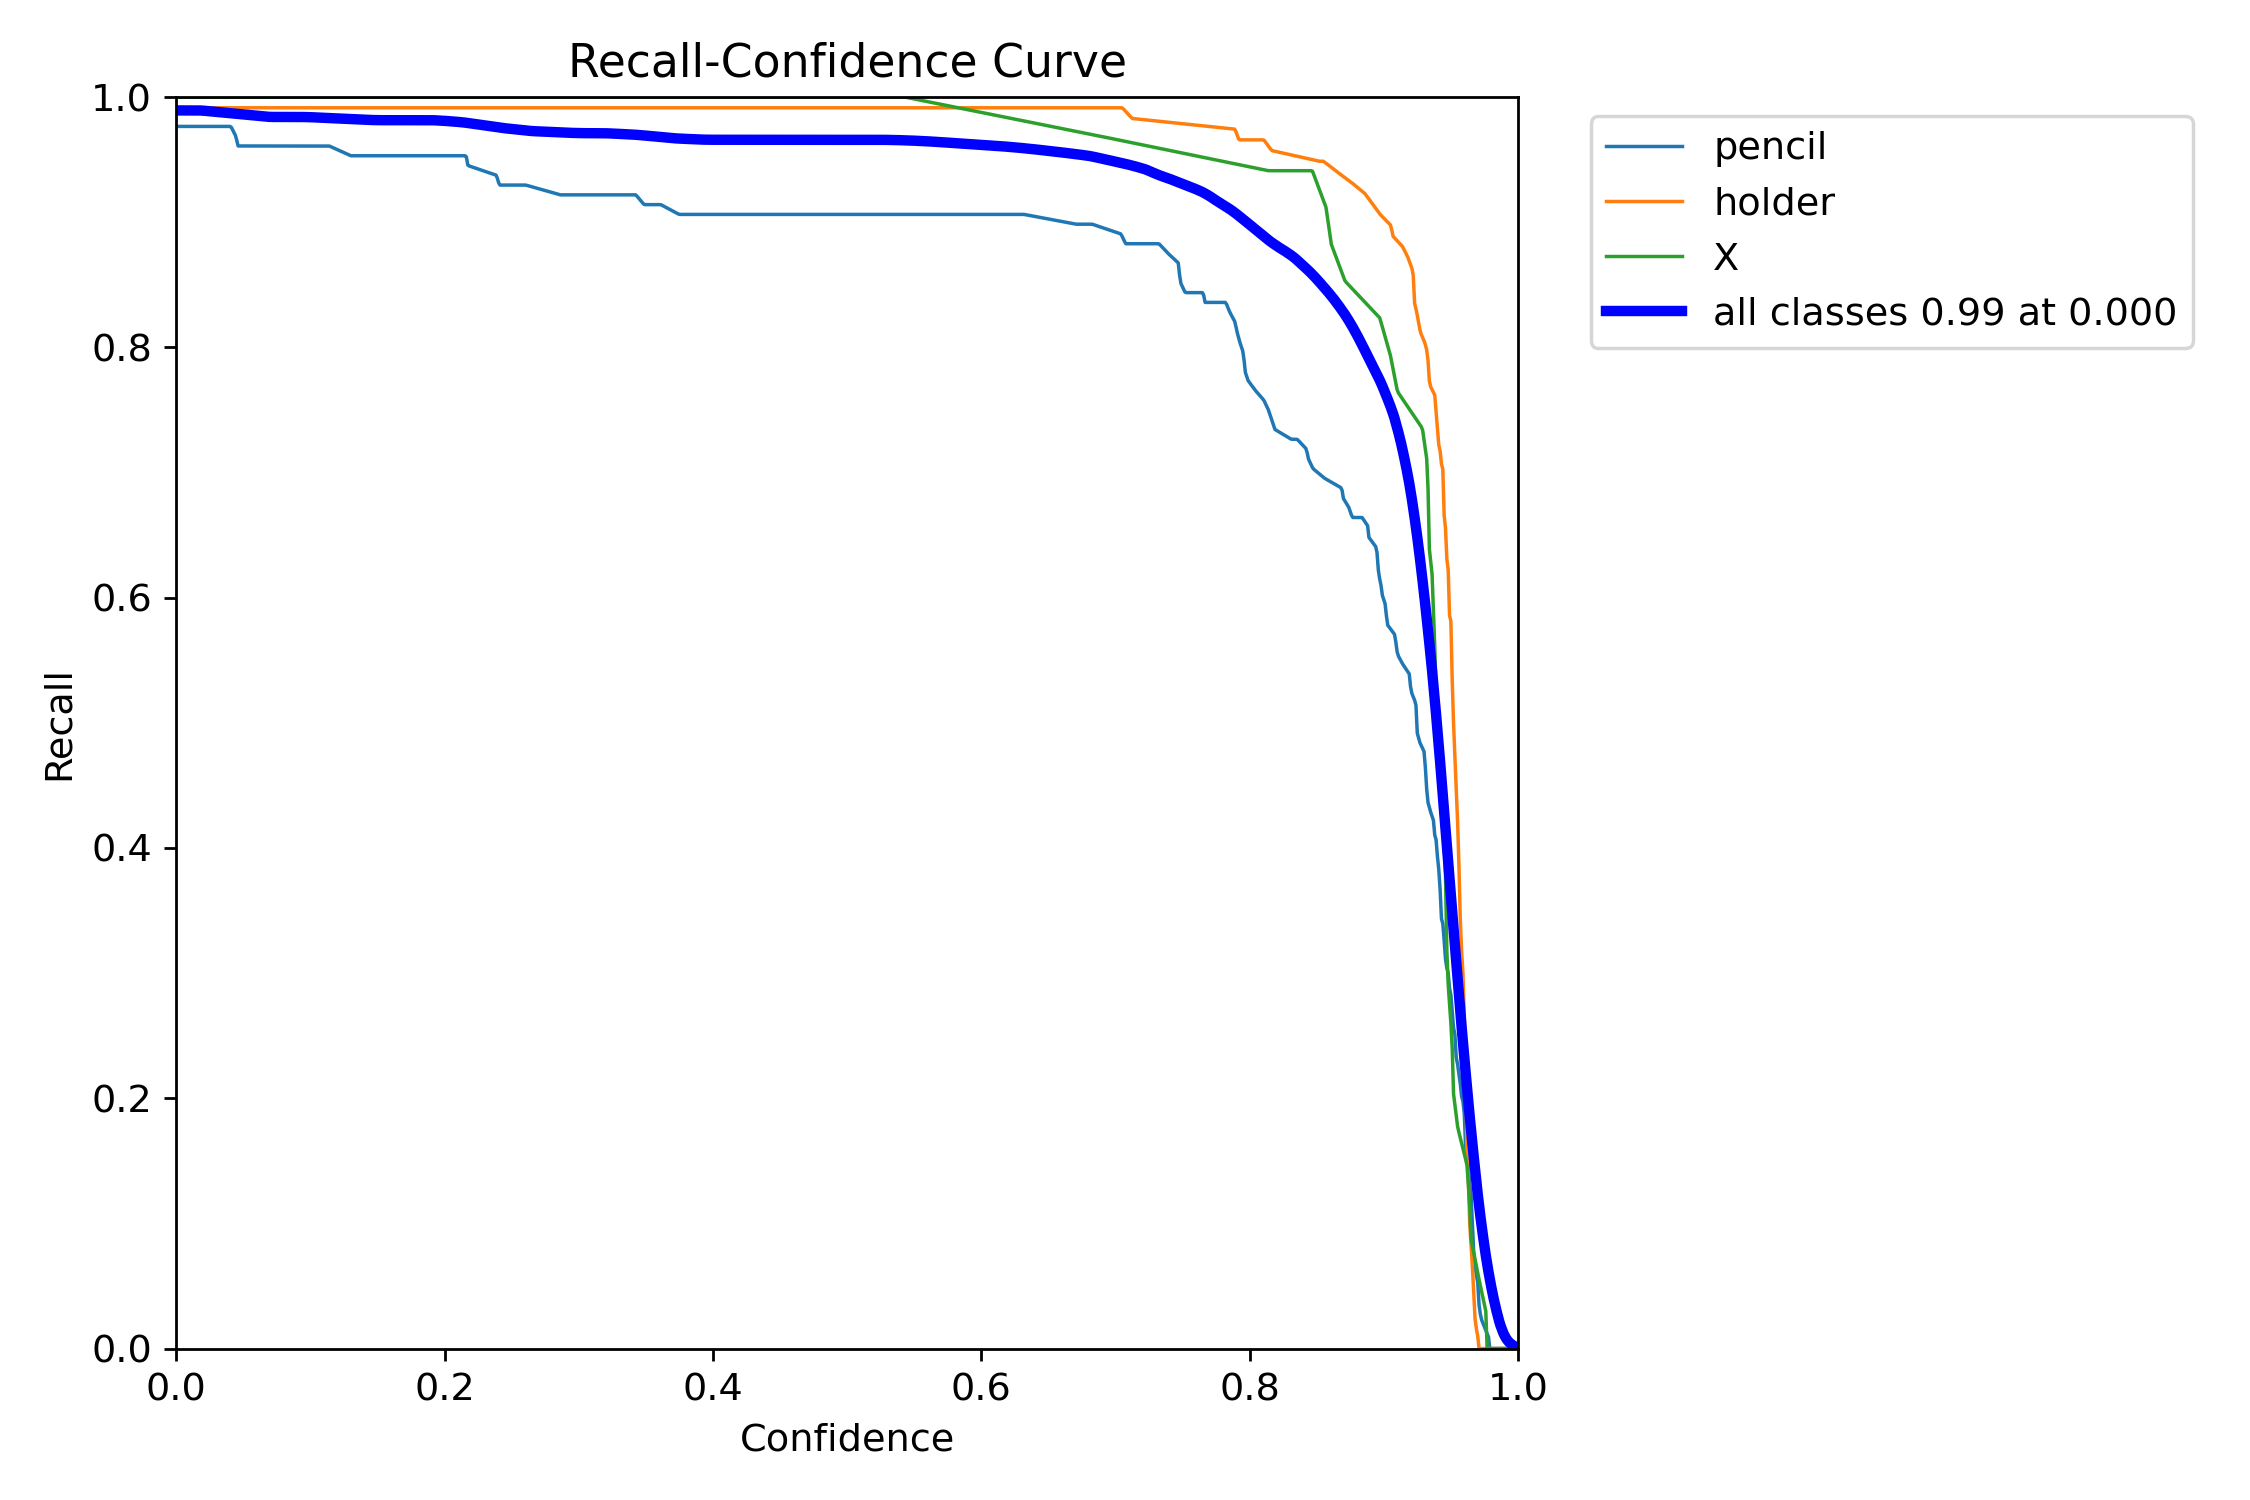 Recall-Confidence Curve
1.0
0.8
0.6
0.4
0.2
0.0
Recall
0.0 0.2 0.4 0.6 0.8 1.0
Confidence
pencil
holder
X
all classes 0.99 at 0.000